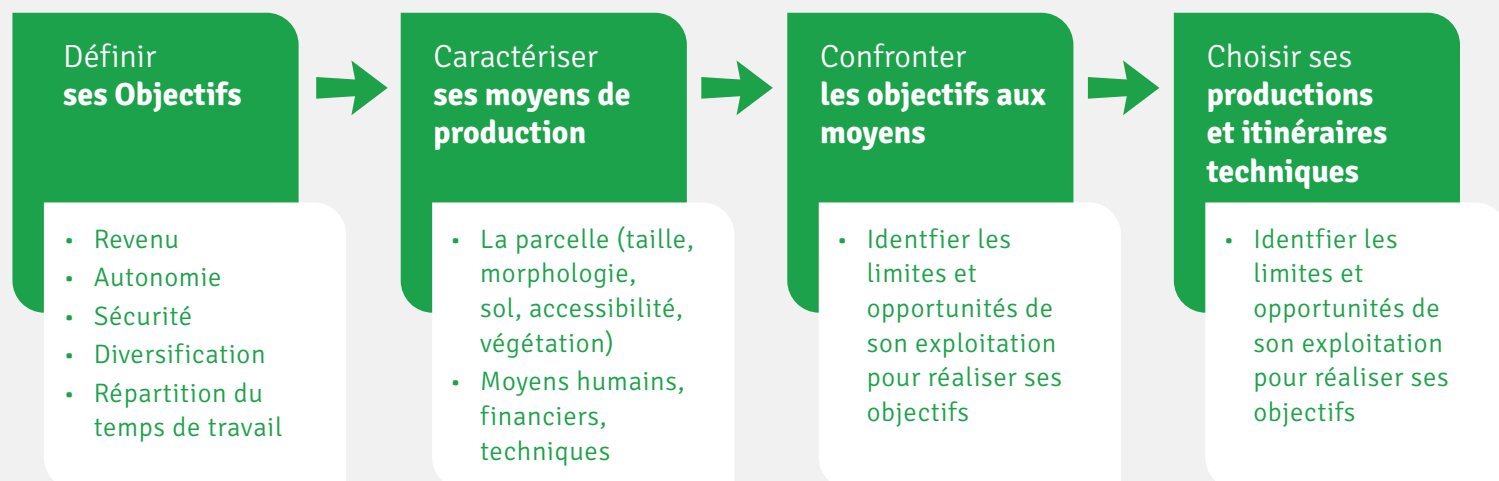 Définir
ses Objectifs
• Revenu
• Autonomie
• Sécurité
• Diversification
• Répartition du
temps de travail
Caractériser
ses moyens de
production
• La parcelle (taille,
morphologie,
sol, accessibilité,
végétation)
• Moyens humains,
financiers,
techniques
Confronter
les objectifs aux
moyens
• Identfier les
limites et
opportunités de
son exploitation
pour réaliser ses
objectifs
Choisir ses
productions
et itinéraires
techniques
• Identfier les
limites et
opportunités de
son exploitation
pour réaliser ses
objectifs